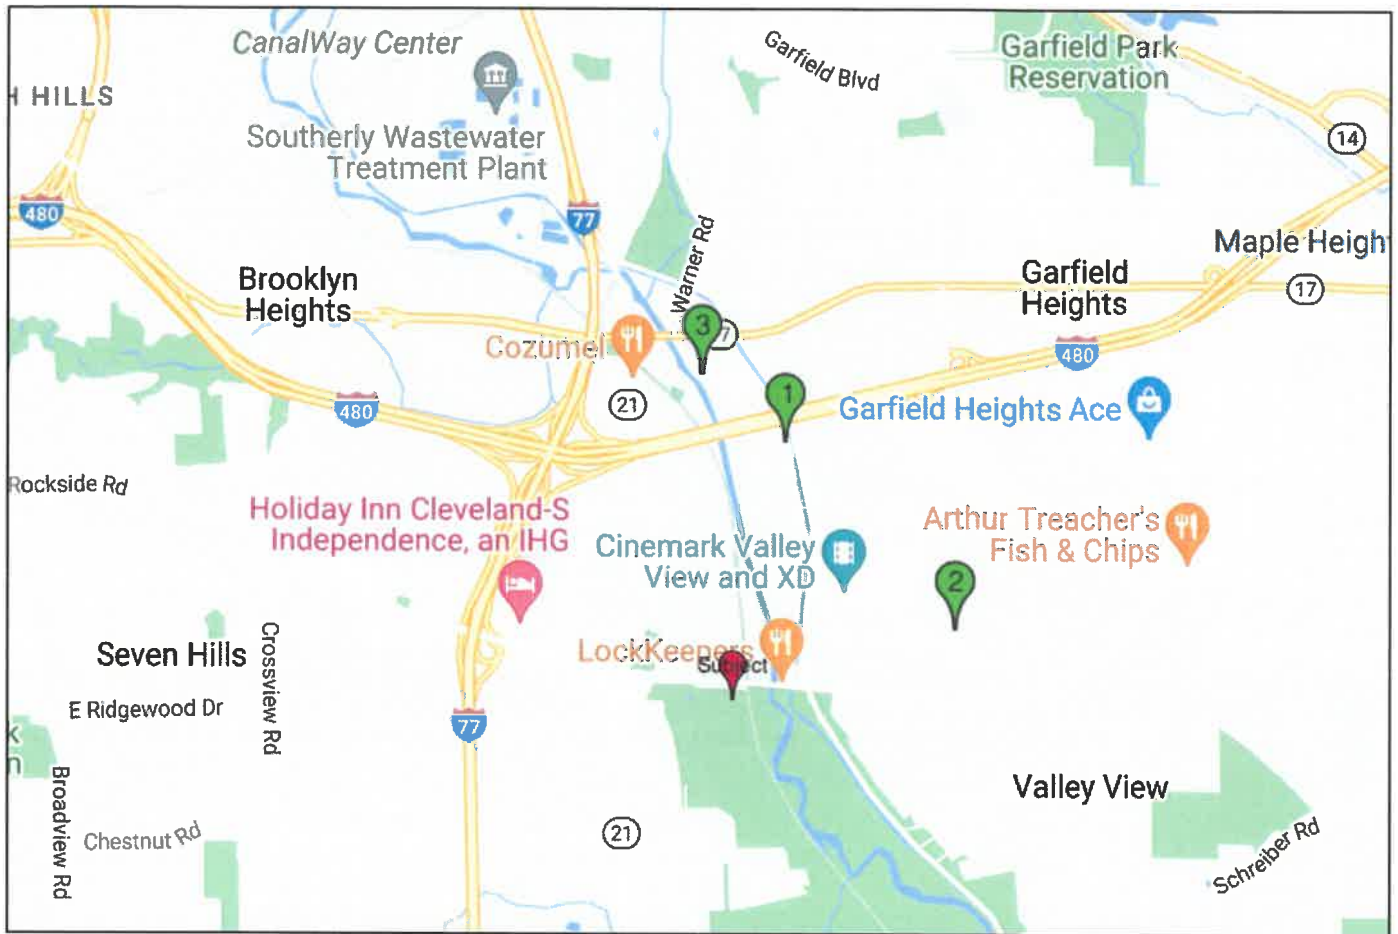 CanalWay Center
Garfield Blvd
Garfield Park
Reservation
H HILLS
Southerly Wastewater
Treatment Plant
14
480
77
Warner Rd
Maple Heigh
Brooklyn
Heights
Garfield
Heights
17
3
7
Cozumel
480
1
480
21
Garfield Heights Ace
Rockside Rd
Holiday Inn Cleveland-S
Independence, an IHG
Arthur Treacher's
Fish & Chips
Cinemark Valley
View and XD
2
Seven Hills
Crossview Rd
LockKeepers
Subject
E Ridgewood Dr
77
k
n
Broadview Rd
Valley View
Chestnut Rd
21
Schreiber Rd